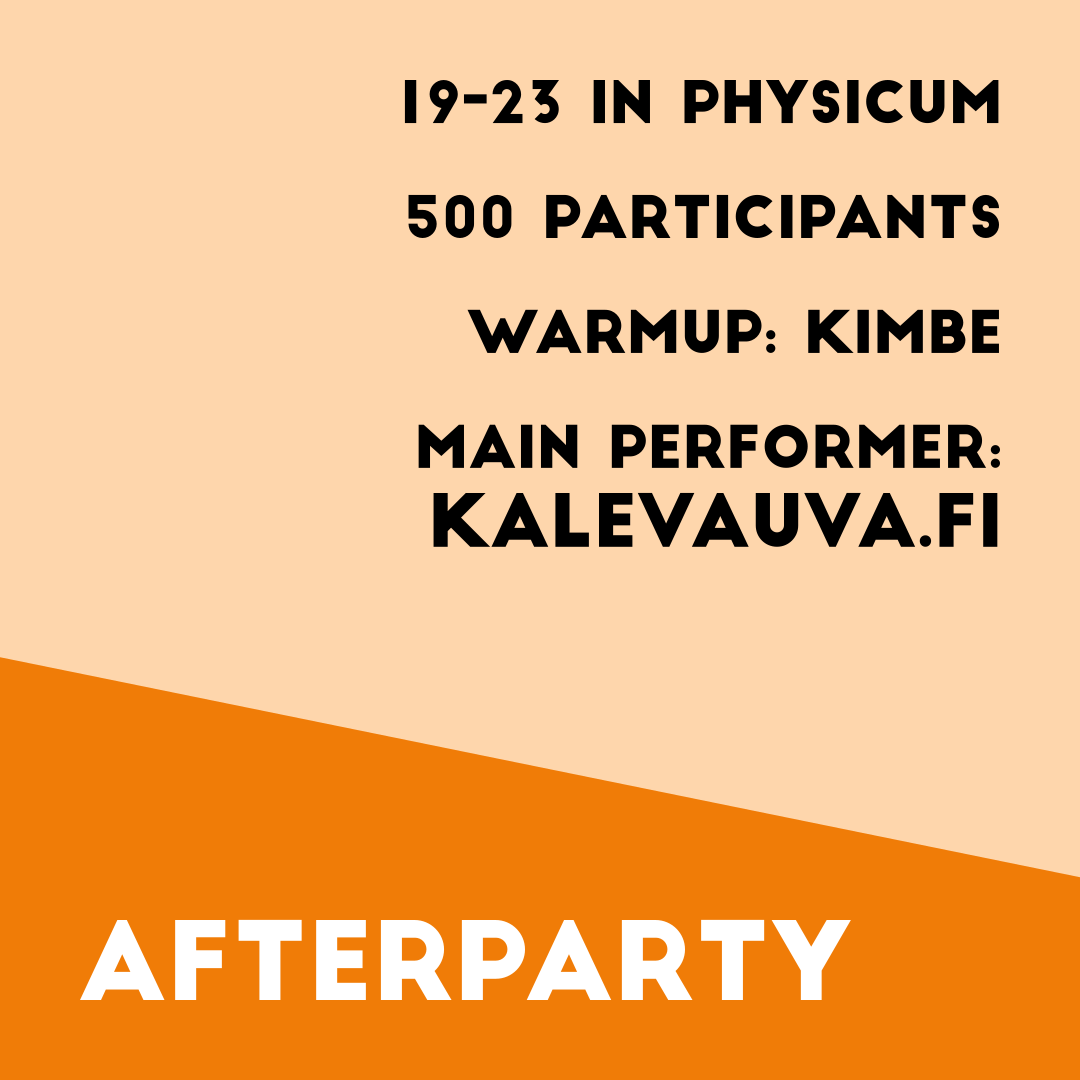 19-23 IN PHYSICUM
500 PARTICIPANTS
WARMUP: KIMBE
MAIN PERFORMER:
KALEVAUVA.FI
AFTERPARTY